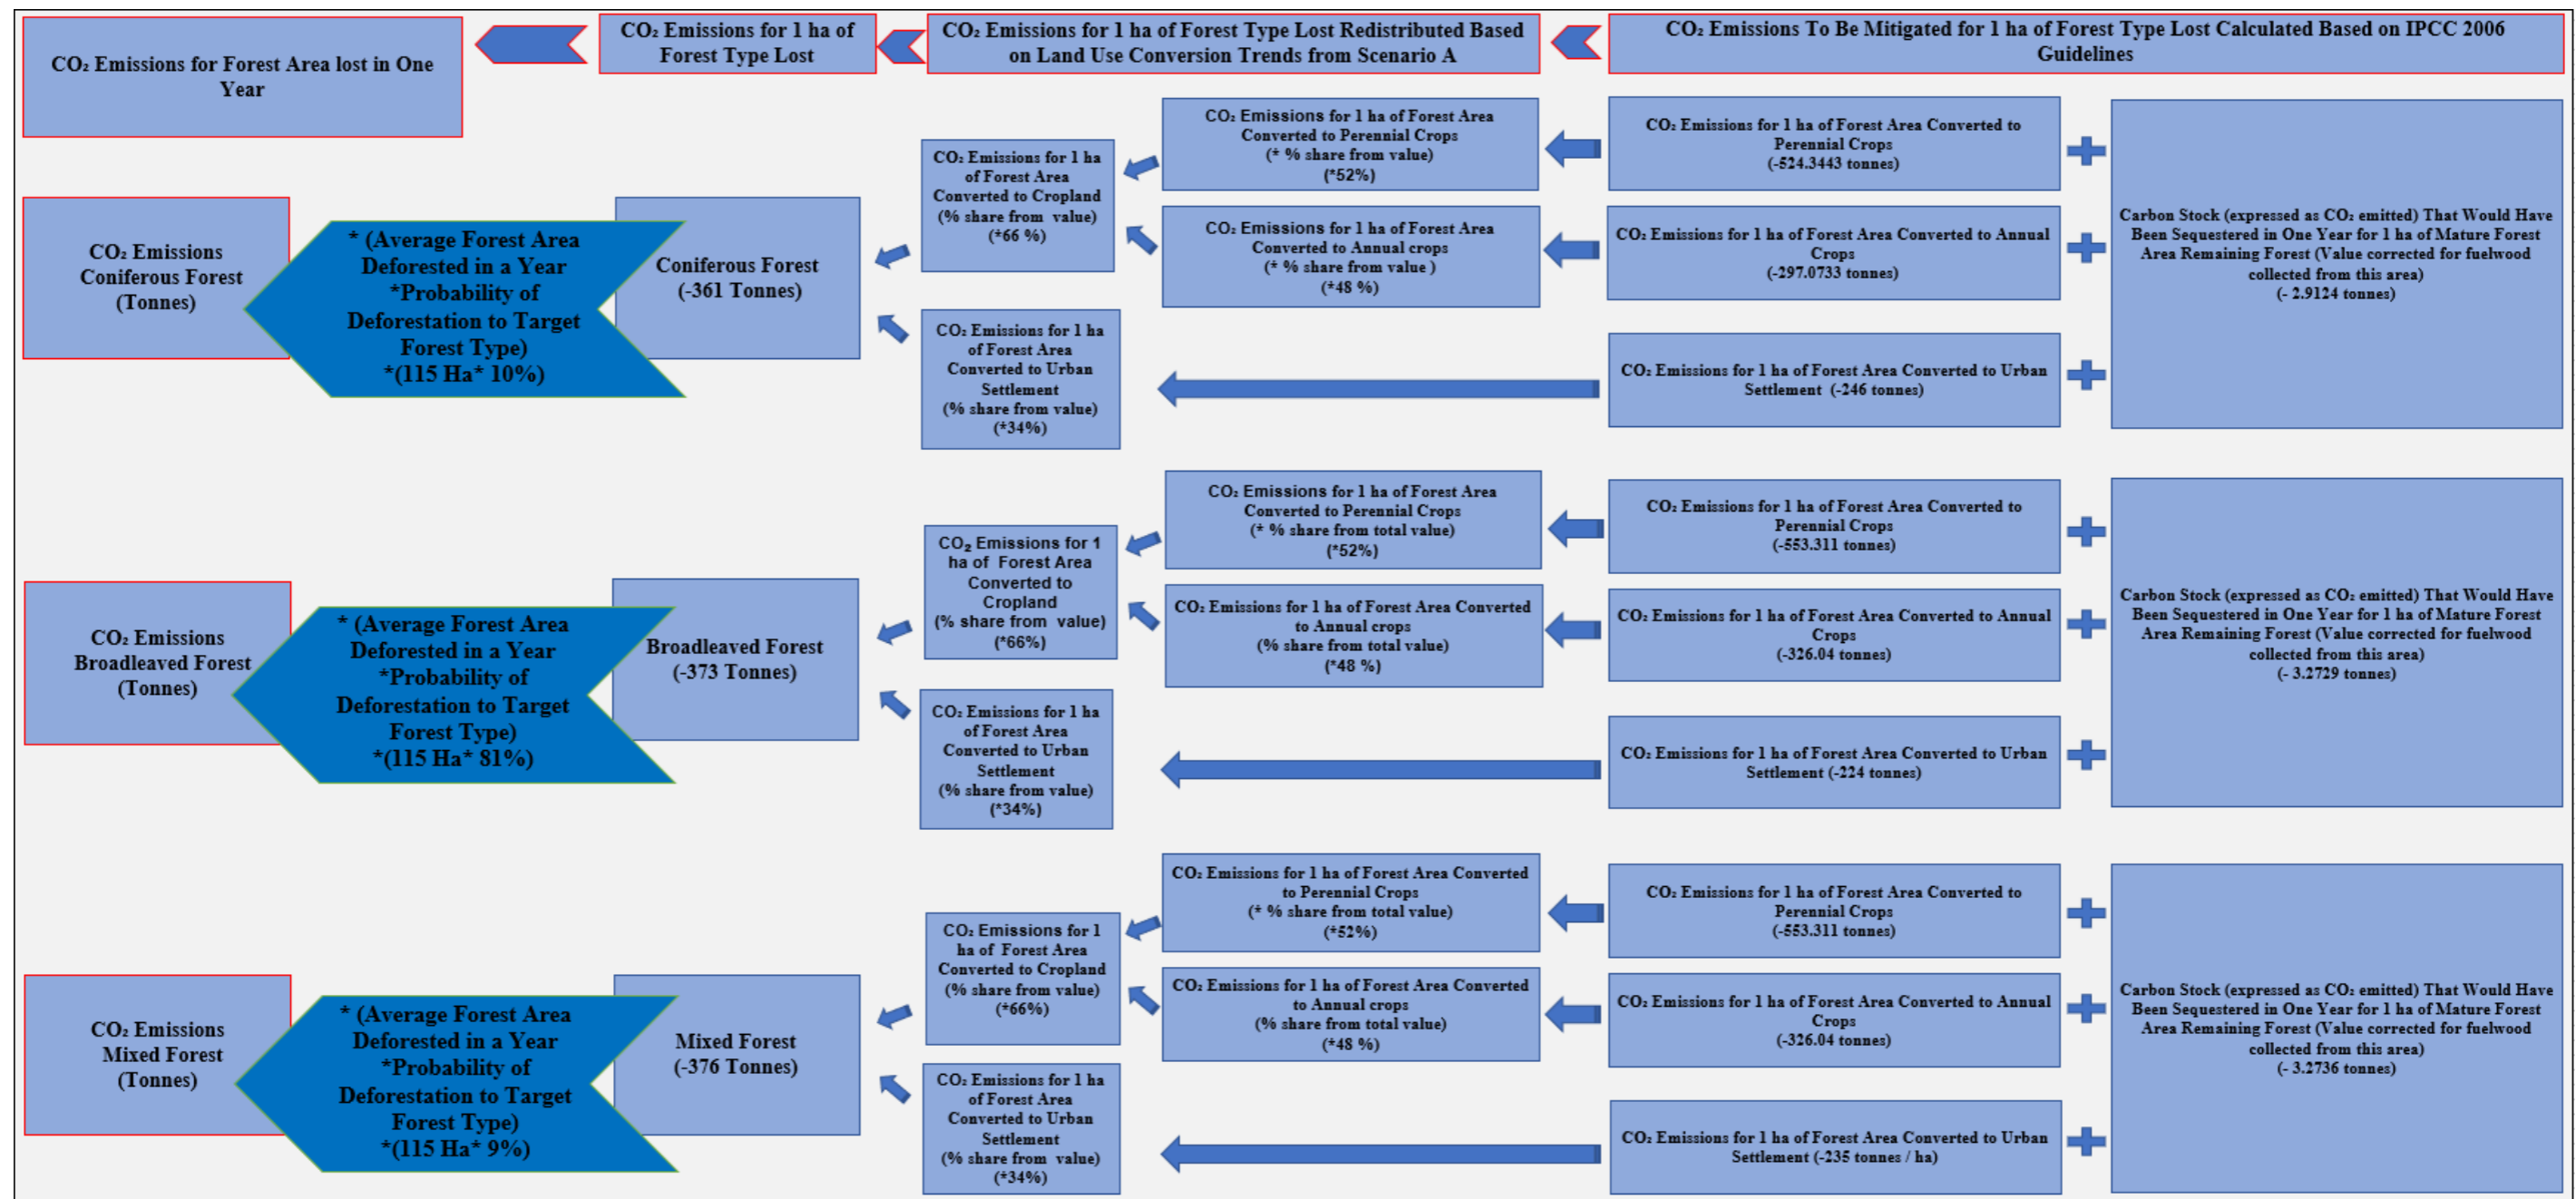 CO₂ Emissions for Forest Area lost in One
Year
CO₂ Emissions for 1 ha of
Forest Type Lost
CO₂ Emissions for 1 ha of Forest Type Lost Redistributed Based
on Land Use Conversion Trends from Scenario A
CO₂ Emissions To Be Mitigated for 1 ha of Forest Type Lost Calculated Based on IPCC 2006
Guidelines
CO₂ Emissions
Coniferous Forest
(Tonnes)
* (Average Forest Area
Deforested in a Year
*Probability of
Deforestation to Target
Forest Type)
*(115 Ha* 10%)
Coniferous Forest
(-361 Tonnes)
CO₂ Emissions for 1 ha
of Forest Area
Converted to Cropland
(% share from value)
(*66 %)
CO₂ Emissions for 1 ha
of Forest Area
Converted to Urban
Settlement
(% share from value)
(*34%)
CO₂ Emissions for 1 ha of Forest Area
Converted to Perennial Crops
(* % share from value)
(*52%)
CO₂ Emissions for 1 ha of Forest Area
Converted to Annual crops
(* % share from value )
(*48 %)
CO₂ Emissions for 1 ha of Forest Area Converted to
Perennial Crops
(-524.3443 tonnes)
CO₂ Emissions for 1 ha of Forest Area Converted to Annual
Crops
(-297.0733 tonnes)
CO₂ Emissions for 1 ha of Forest Area Converted to Urban
Settlement (-246 tonnes)
Carbon Stock (expressed as CO₂ emitted) That Would Have
Been Sequestered in One Year for 1 ha of Mature Forest
Area Remaining Forest (Value corrected for fuelwood
collected from this area)
(- 2.9124 tonnes)
CO₂ Emissions
Broadleaved Forest
(Tonnes)
* (Average Forest Area
Deforested in a Year
*Probability of
Deforestation to Target
Forest Type)
*(115 Ha* 81%)
Broadleaved Forest
(-373 Tonnes)
CO₂ Emissions for 1
ha of Forest Area
Converted to
Cropland
(% share from value)
(*66%)
CO₂ Emissions for 1 ha
of Forest Area
Converted to Urban
Settlement
(% share from value)
(*34%)
CO₂ Emissions for 1 ha of Forest Area
Converted to Perennial Crops
(* % share from total value)
(*52%)
CO₂ Emissions for 1 ha of Forest Area Converted
to Annual crops
(% share from total value)
(*48 %)
CO₂ Emissions for 1 ha of Forest Area Converted to
Perennial Crops
(-553.311 tonnes)
CO₂ Emissions for 1 ha of Forest Area Converted to Annual
Crops
(-326.04 tonnes)
CO₂ Emissions for 1 ha of Forest Area Converted to Urban
Settlement (-224 tonnes)
Carbon Stock (expressed as CO₂ emitted) That Would Have
Been Sequestered in One Year for 1 ha of Mature Forest
Area Remaining Forest (Value corrected for fuelwood
collected from this area)
(- 3.2729 tonnes)
CO₂ Emissions
Mixed Forest
(Tonnes)
* (Average Forest Area
Deforested in a Year
*Probability of
Deforestation to Target
Forest Type)
*(115 Ha* 9%)
Mixed Forest
(-376 Tonnes)
CO₂ Emissions for 1
ha of Forest Area
Converted to Cropland
(% share from value)
(*66%)
CO₂ Emissions for 1 ha
of Forest Area
Converted to Urban
Settlement
(% share from value)
(*34%)
CO₂ Emissions for 1 ha of Forest Area Converted
to Perennial Crops
(* % share from total value)
(*52%)
CO₂ Emissions for 1 ha of Forest Area Converted
to Annual crops
(% share from total value)
(*48 %)
CO₂ Emissions for 1 ha of Forest Area Converted to
Perennial Crops
(-553.311 tonnes)
CO₂ Emissions for 1 ha of Forest Area Converted to Annual
Crops
(-326.04 tonnes)
CO₂ Emissions for 1 ha of Forest Area Converted to Urban
Settlement (-235 tonnes / ha)
Carbon Stock (expressed as CO₂ emitted) That Would Have
Been Sequestered in One Year for 1 ha of Mature Forest
Area Remaining Forest (Value corrected for fuelwood
collected from this area)
(- 3.2736 tonnes)